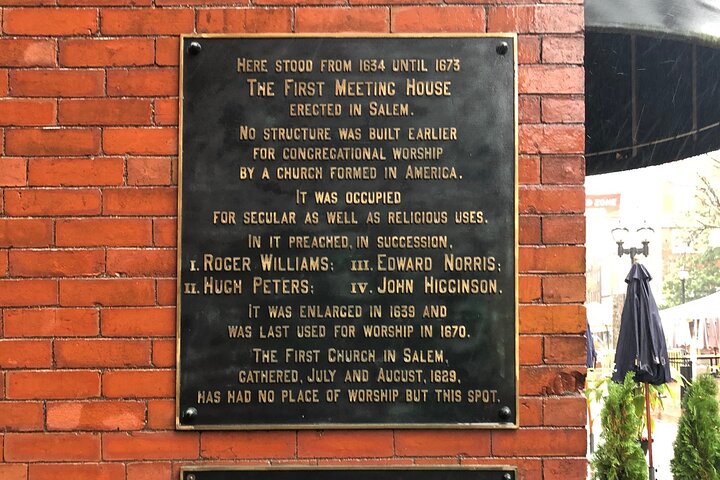 HERE STOOD FROM 1634 UNTIL 1673
THE FIRST MEETING HOUSE
ERECTED IN SALEM.
NO STRUCTURE WAS BUILT EARLIER
FOR CONGREGATIONAL WORSHIP
BY A CHURCH FORMED IN AMERICA.
IT WAS OCCUPIED
FOR SECULAR AS WELL AS RELIGIOUS USES.
IN IT PREACHED, IN SUCCESSION,
I. ROGER WILLIAMS; III. EDWARD NORRIS;
II. HUGH PETERS; IV. JOHN HIGGINSON.
IT WAS ENLARGED IN 1639 AND
WAS LAST USED FOR WORSHIP IN 1670.
THE FIRST CHURCH IN SALEM,
GATHERED, JULY AND AUGUST, 1629,
HAS HAD NO PLACE OF WORSHIP BUT THIS SPOT.
ZONE